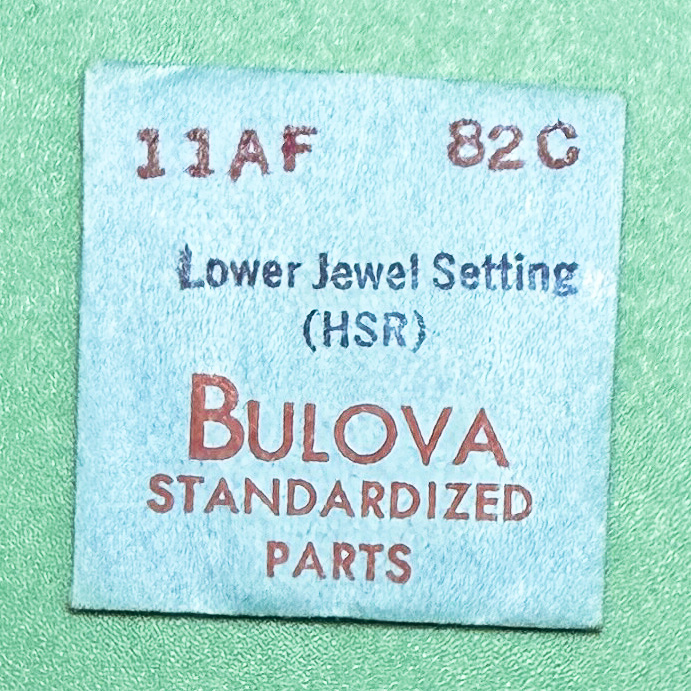 11AF 82C
Lower Jewel Setting
(HSR)
BULOVA
STANDARDIZED
PARTS